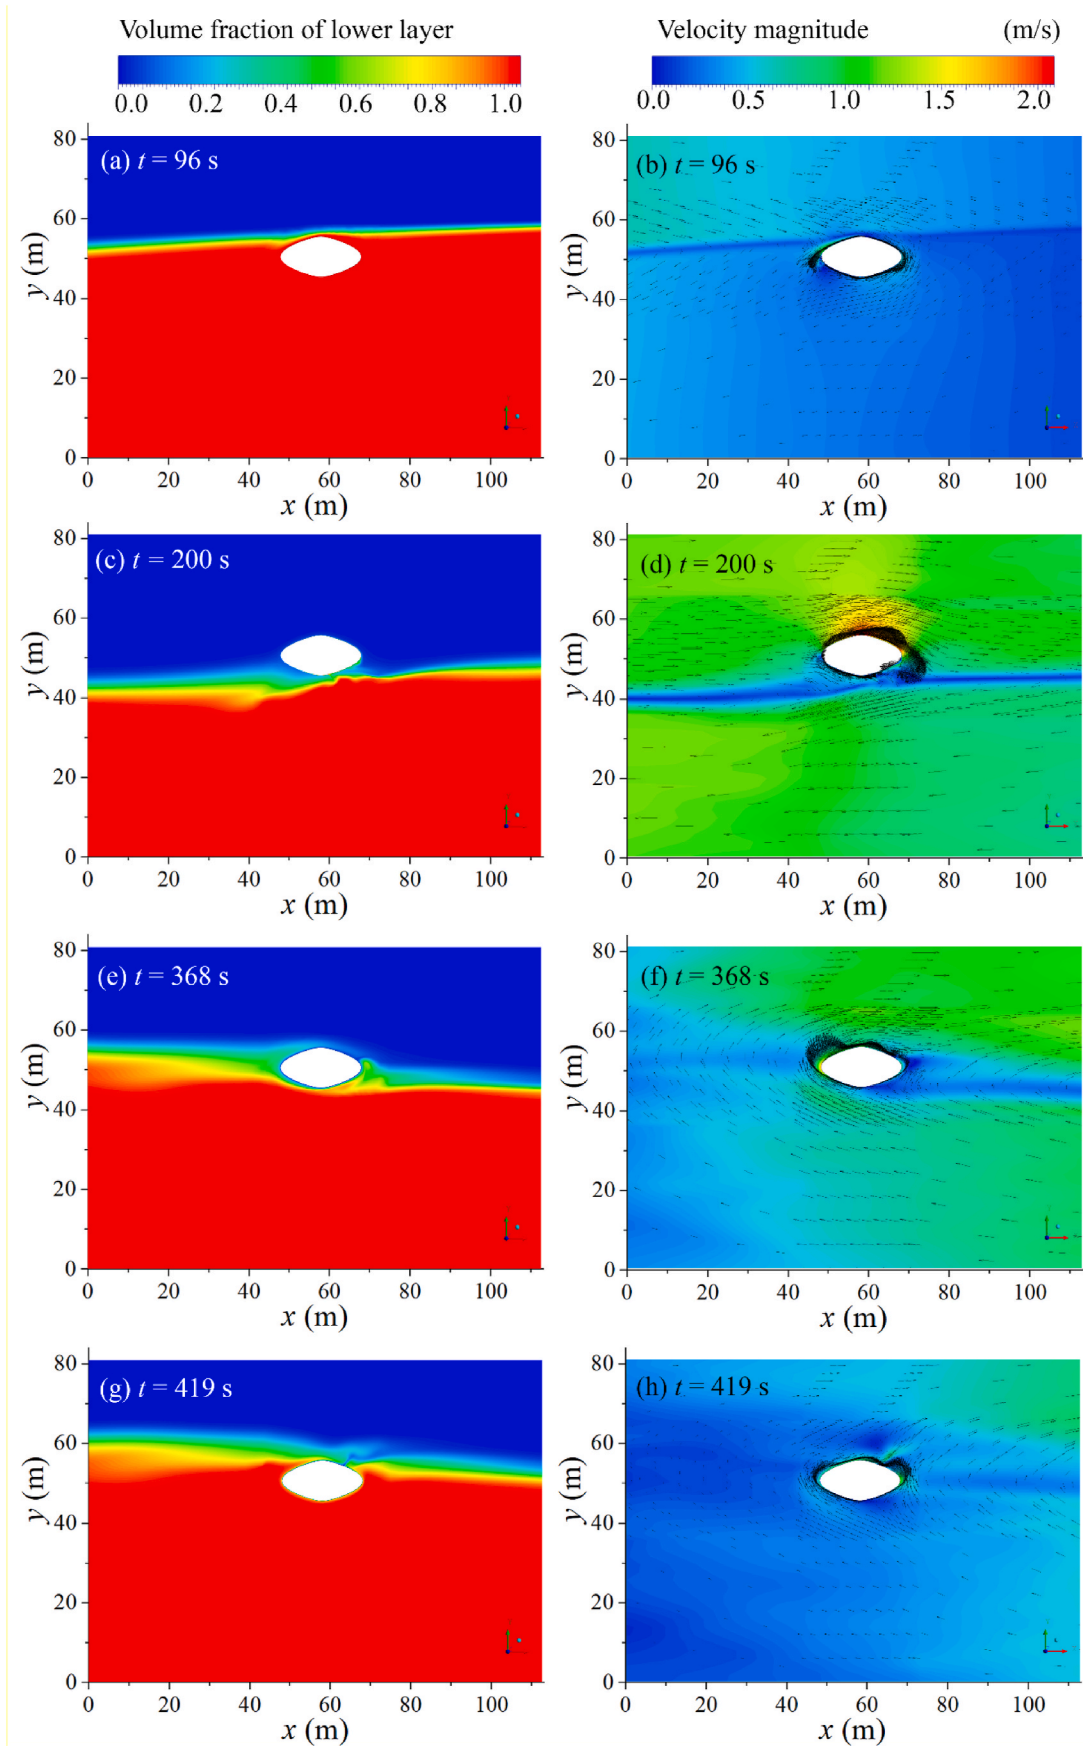 Volume fraction of lower layer
0.0 0.2 0.4 0.6 0.8 1.0
Velocity magnitude (m/s)
0.0 0.5 1.0 1.5 2.0
(a) t = 96 s
80
60
40
20
0
y (m)
0 20 40 60 80 100
x (m)
(b) t = 96 s
80
60
40
20
0
y (m)
0 20 40 60 80 100
x (m)
(c) t = 200 s
80
60
40
20
0
y (m)
0 20 40 60 80 100
x (m)
(d) t = 200 s
80
60
40
20
0
y (m)
0 20 40 60 80 100
x (m)
(e) t = 368 s
80
60
40
20
0
y (m)
0 20 40 60 80 100
x (m)
(f) t = 368 s
80
60
40
20
0
y (m)
0 20 40 60 80 100
x (m)
(g) t = 419 s
80
60
40
20
0
y (m)
0 20 40 60 80 100
x (m)
(h) t = 419 s
80
60
40
20
0
y (m)
0 20 40 60 80 100
x (m)